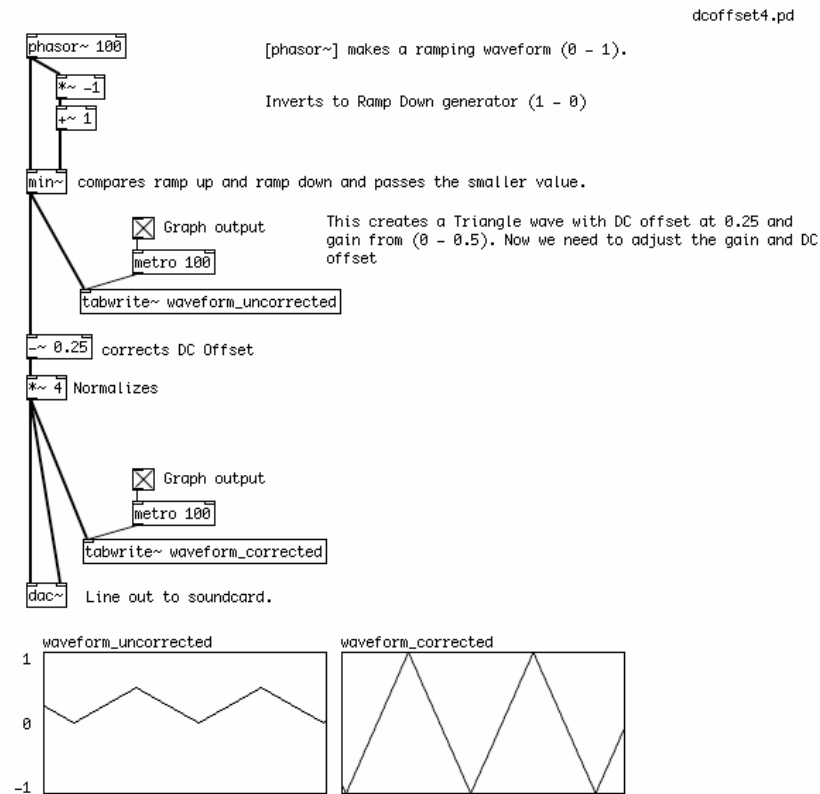 dcoffset4.pd
phasor~ 100
[phasor~] makes a ramping waveform (0 - 1).
*~ -1
Inverts to Ramp Down generator (1 - 0)
+~ 1
min~ compares ramp up and ramp down and passes the smaller value.
Graph output
This creates a Triangle wave with DC offset at 0.25 and
gain from (0 - 0.5). Now we need to adjust the gain and DC
offset
metro 100
tabwrite~ waveform_uncorrected
-~ 0.25 corrects DC Offset
*~ 4 Normalizes
Graph output
metro 100
tabwrite~ waveform_corrected
dac~ Line out to soundcard.
waveform_uncorrected
waveform_corrected
1
0
-1